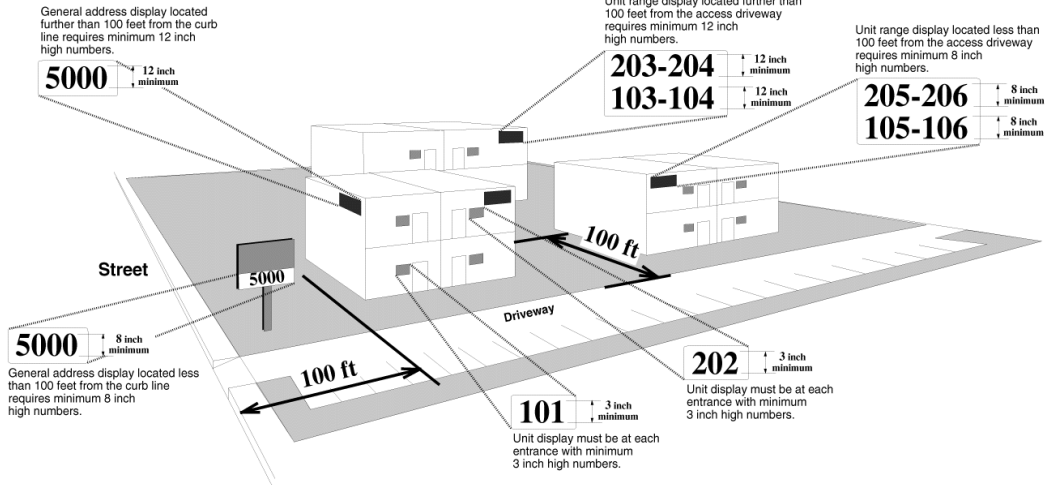 General address display located
further than 100 feet from the curb
line requires minimum 12 inch
high numbers.
5000
12 inch
minimum
Unit range display located further than
100 feet from the access driveway
requires minimum 12 inch
high numbers.
203-204
12 inch
minimum
103-104
12 inch
minimum
Unit range display located less than
100 feet from the access driveway
requires minimum 8 inch
high numbers.
205-206
8 inch
minimum
105-106
8 inch
minimum
Street
5000
100 ft
Driveway
5000
8 inch
minimum
General address display located less
than 100 feet from the curb line
requires minimum 8 inch
high numbers.
100 ft
101
3 inch
minimum
Unit display must be at each
entrance with minimum
3 inch high numbers.
202
3 inch
minimum
Unit display must be at each
entrance with minimum
3 inch high numbers.